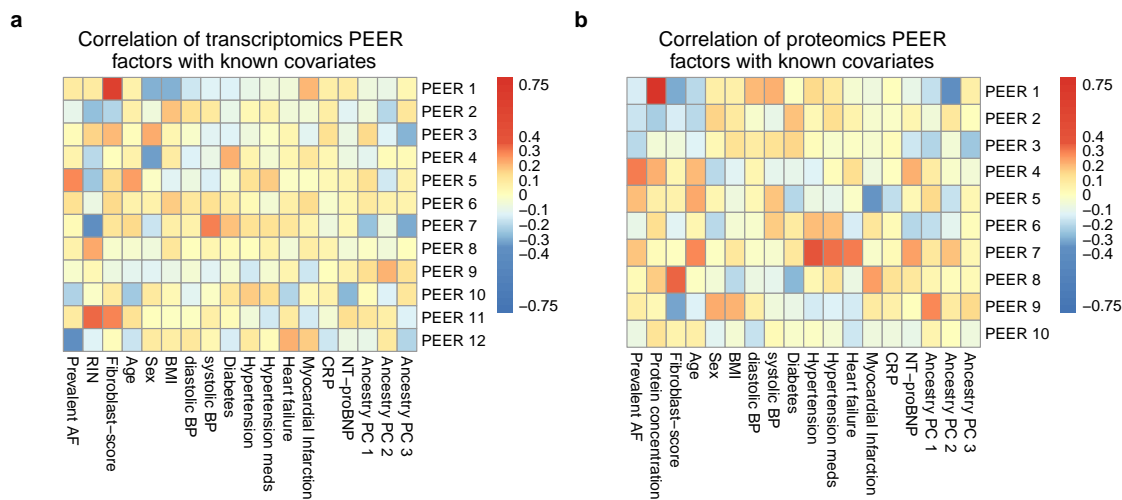 a
Correlation of transcriptomics PEER
factors with known covariates
PEER 1
PEER 2
PEER 3
PEER 4
PEER 5
PEER 6
PEER 7
PEER 8
PEER 9
PEER 10
PEER 11
PEER 12
0.75
0.4
0.3
0.2
0.1
0
−0.1
−0.2
−0.3
−0.4
−0.75
Prevalent AF
RIN
Fibroblast−score
Age
Sex
BMI
diastolic BP
systolic BP
Diabetes
Hypertension
Hypertension meds
Heart failure
Myocardial Infarction
CRP
NT−proBNP
Ancestry PC 1
Ancestry PC 2
Ancestry PC 3
b
Correlation of proteomics PEER
factors with known covariates
PEER 1
PEER 2
PEER 3
PEER 4
PEER 5
PEER 6
PEER 7
PEER 8
PEER 9
PEER 10
0.75
0.4
0.3
0.2
0.1
0
−0.1
−0.2
−0.3
−0.4
−0.75
Prevalent AF
Protein concentration
Fibroblast−score
Age
Sex
BMI
diastolic BP
systolic BP
Diabetes
Hypertension
Hypertension meds
Heart failure
Myocardial Infarction
CRP
NT−proBNP
Ancestry PC 1
Ancestry PC 2
Ancestry PC 3